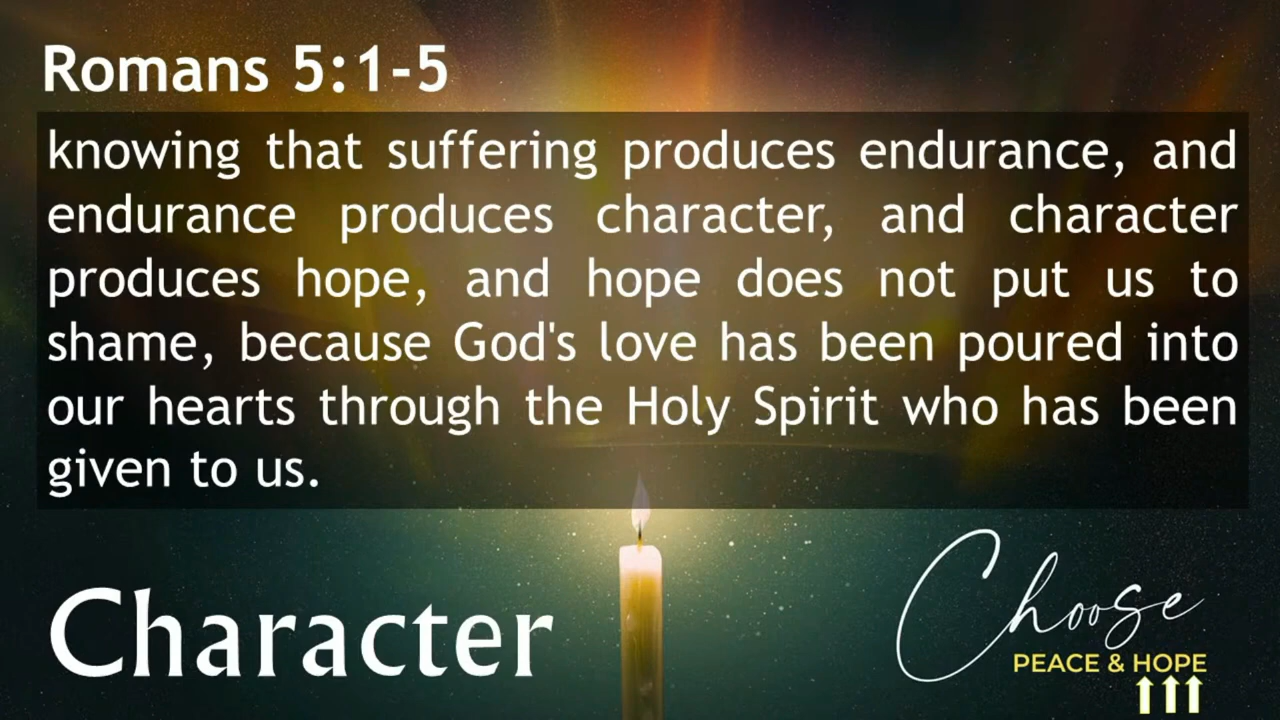 Romans 5:1-5
knowing that suffering produces endurance, and
endurance produces character, and character
produces hope, and hope does not put us to
shame, because God's love has been poured into
our hearts through the Holy Spirit who has been
given to us.
Character
Choose
PEACE & HOPE